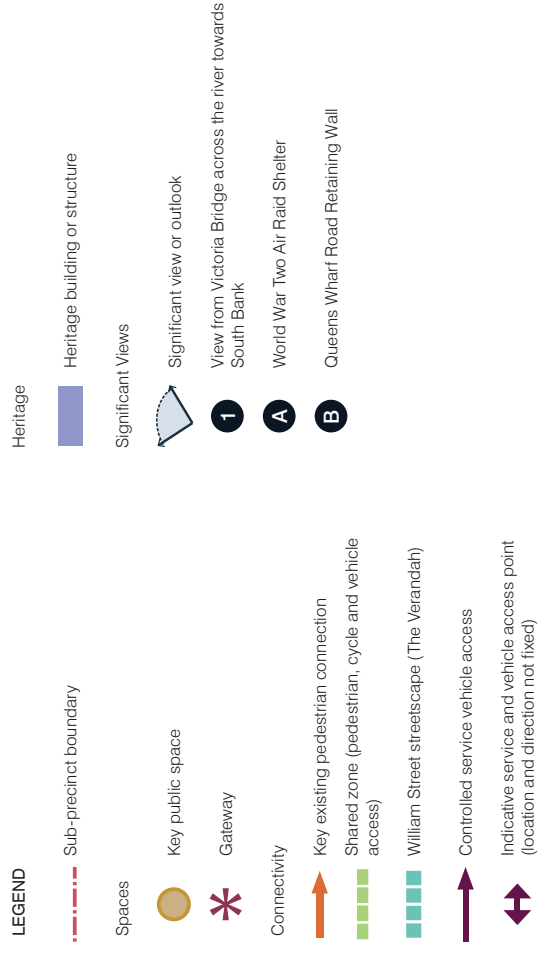 LEGEND
Sub-precinct boundary
Spaces
Key public space
Gateway
Connectivity
Key existing pedestrian connection
Shared zone (pedestrian, cycle and vehicle
access)
William Street streetscape (The Verandah)
Controlled service vehicle access
Indicative service and vehicle access point
(location and direction not fixed)
Heritage
Heritage building or structure
Significant Views
Significant view or outlook
1 View from Victoria Bridge across the river towards
South Bank
A World War Two Air Raid Shelter
B Queens Wharf Road Retaining Wall